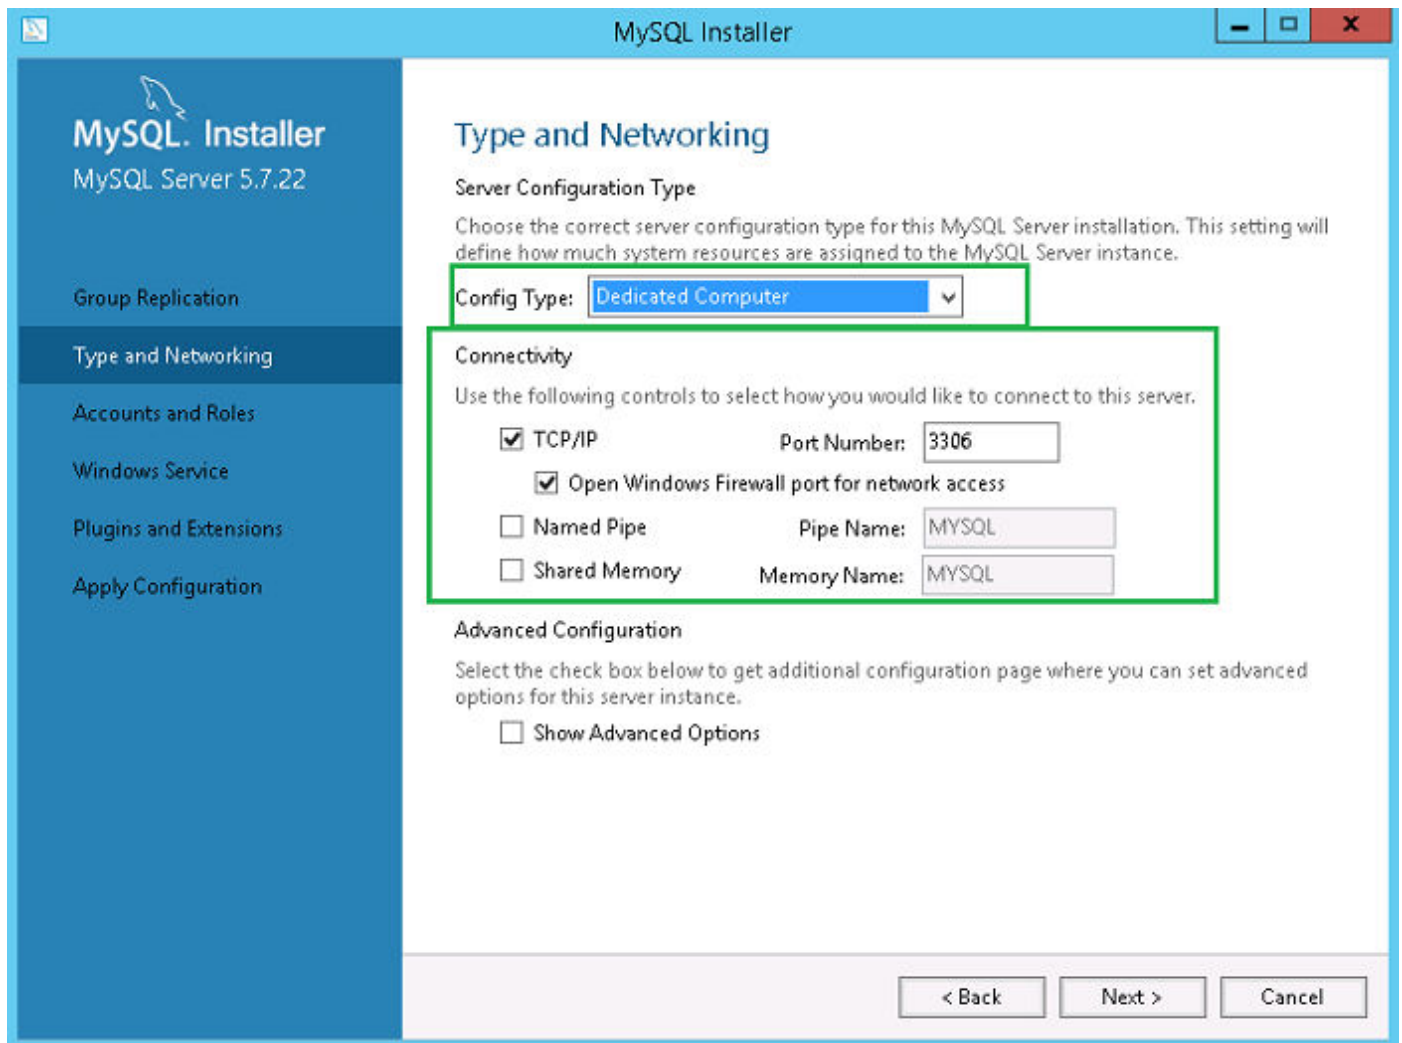 MySQL Installer
MySQL. Installer
MySQL Server 5.7.22
Group Replication
Type and Networking
Accounts and Roles
Windows Service
Plugins and Extensions
Apply Configuration
Type and Networking
Server Configuration Type
Choose the correct server configuration type for this MySQL Server installation. This setting will
define how much system resources are assigned to the MySQL Server instance.
Config Type: Dedicated Computer
Connectivity
Use the following controls to select how you would like to connect to this server.
TCP/IP Port Number: 3306
Open Windows Firewall port for network access
Named Pipe Pipe Name: MYSQL
Shared Memory Memory Name: MYSQL
Advanced Configuration
Select the check box below to get additional configuration page where you can set advanced
options for this server instance.
Show Advanced Options
< Back Next > Cancel